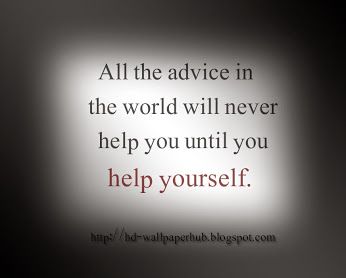 All the advice in
the world will never
help you until you
help yourself.
http://hd-wallpaperhub.blogspot.com